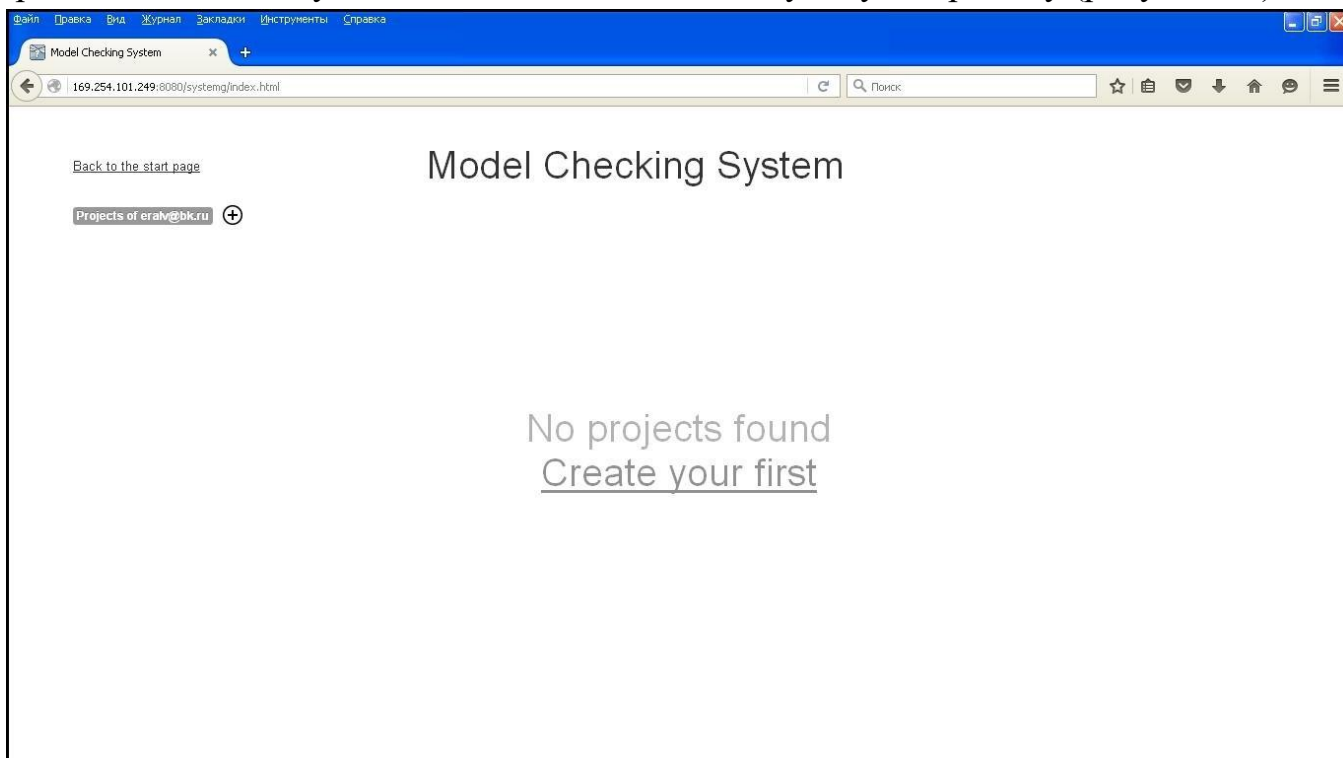 Файл Правка Вид Журнал Закладки Инструменты Справка
Model Checking System
169.254.101.249:8080/systemg/index.html
Поиск
Back to the start page
Model Checking System
Projects of eralv@bk.ru
No projects found
Create your first